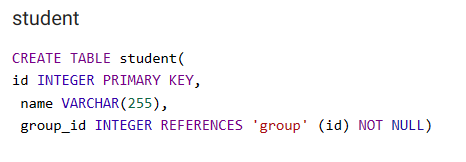 student
CREATE TABLE student(
id INTEGER PRIMARY KEY,
name VARCHAR(255),
group_id INTEGER REFERENCES 'group' (id) NOT NULL)